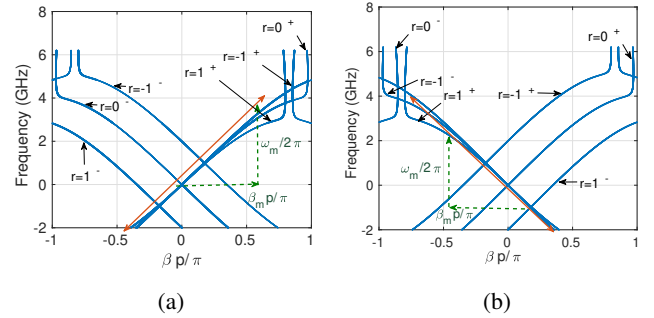 8
6
4
2
0
-2
Frequency (GHz)
-1
-0.5
0
0.5
1
β p/ π
r=0 +
r=-1 +
r=1 +
r=-1 -
r=0 -
r=1 -
ω_m/2 π
β_m p/ π
(a)
8
6
4
2
0
-2
Frequency (GHz)
-1
-0.5
0
0.5
1
β p/ π
r=0 -
r=0 +
r=-1 -
r=1 +
r=-1 +
r=1 -
ω_m/2 π
β_m p/ π
(b)